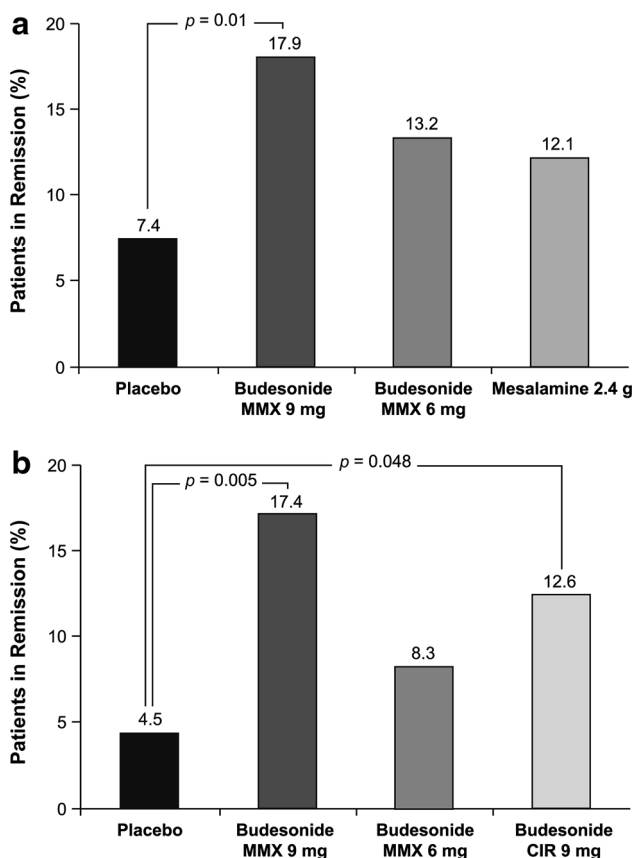 a
Patients in Remission (%)
20
15
10
5
0
p = 0.01
7.4
17.9
13.2
12.1
Placebo
Budesonide
MMX 9 mg
Budesonide
MMX 6 mg
Mesalamine 2.4 g
b
Patients in Remission (%)
20
15
10
5
0
p = 0.048
p = 0.005
4.5
17.4
8.3
12.6
Placebo
Budesonide
MMX 9 mg
Budesonide
MMX 6 mg
Budesonide
CIR 9 mg